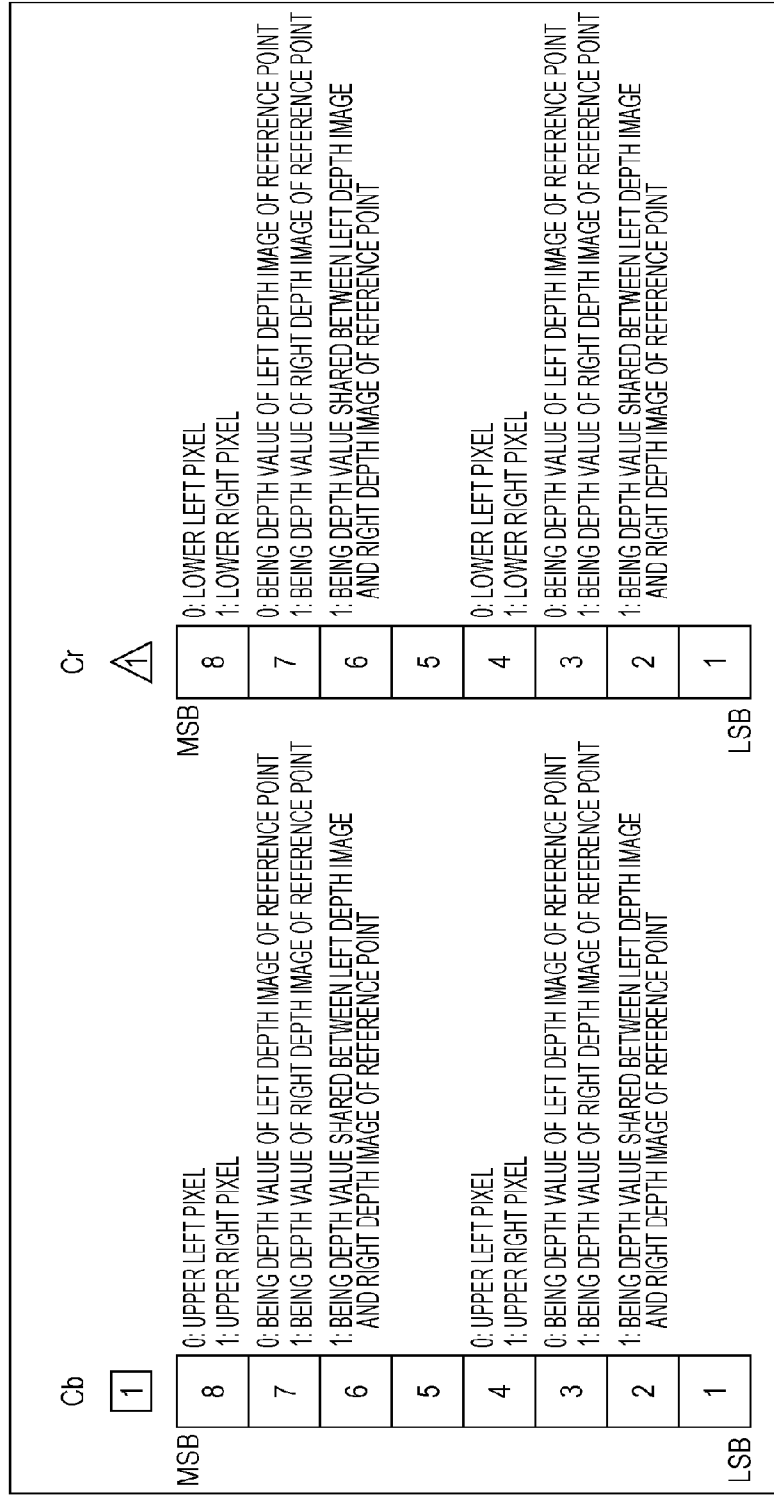 Cb
1
MSB
8
0: UPPER LEFT PIXEL
1: UPPER RIGHT PIXEL
7
0: BEING DEPTH VALUE OF LEFT DEPTH IMAGE OF REFERENCE POINT
1: BEING DEPTH VALUE OF RIGHT DEPTH IMAGE OF REFERENCE POINT
6
1: BEING DEPTH VALUE SHARED BETWEEN LEFT DEPTH IMAGE
AND RIGHT DEPTH IMAGE OF REFERENCE POINT
5
4
0: UPPER LEFT PIXEL
1: UPPER RIGHT PIXEL
3
0: BEING DEPTH VALUE OF LEFT DEPTH IMAGE OF REFERENCE POINT
1: BEING DEPTH VALUE OF RIGHT DEPTH IMAGE OF REFERENCE POINT
2
1: BEING DEPTH VALUE SHARED BETWEEN LEFT DEPTH IMAGE
AND RIGHT DEPTH IMAGE OF REFERENCE POINT
1
LSB
Cr
1
MSB
8
0: LOWER LEFT PIXEL
1: LOWER RIGHT PIXEL
7
0: BEING DEPTH VALUE OF LEFT DEPTH IMAGE OF REFERENCE POINT
1: BEING DEPTH VALUE OF RIGHT DEPTH IMAGE OF REFERENCE POINT
6
1: BEING DEPTH VALUE SHARED BETWEEN LEFT DEPTH IMAGE
AND RIGHT DEPTH IMAGE OF REFERENCE POINT
5
4
0: LOWER LEFT PIXEL
1: LOWER RIGHT PIXEL
3
0: BEING DEPTH VALUE OF LEFT DEPTH IMAGE OF REFERENCE POINT
1: BEING DEPTH VALUE OF RIGHT DEPTH IMAGE OF REFERENCE POINT
2
1: BEING DEPTH VALUE SHARED BETWEEN LEFT DEPTH IMAGE
AND RIGHT DEPTH IMAGE OF REFERENCE POINT
1
LSB